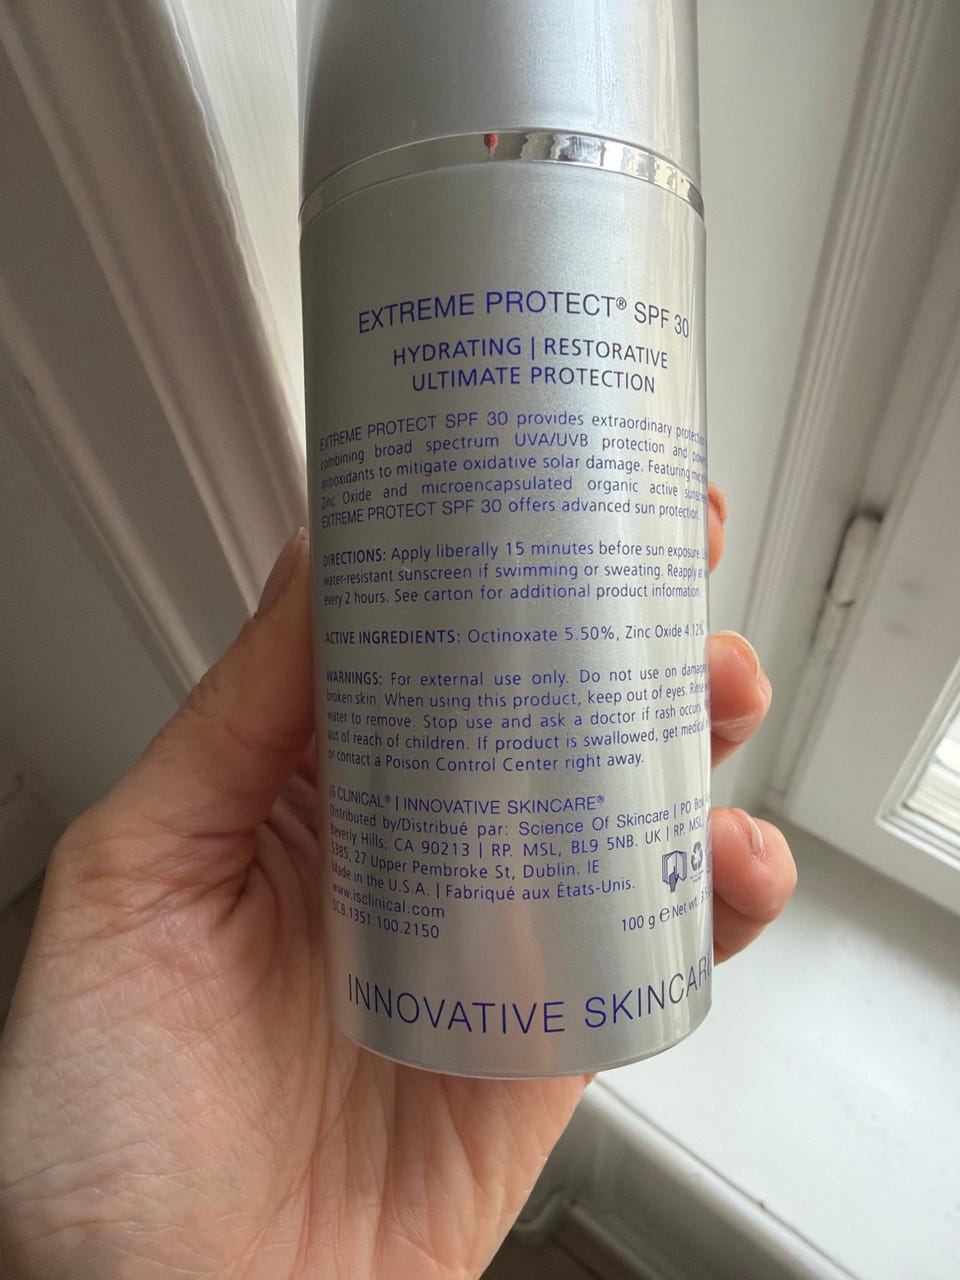 EXTREME PROTECT® SPF 30
HYDRATING | RESTORATIVE
ULTIMATE PROTECTION
EXTREME PROTECT SPF 30 provides extraordinary
combining broad spectrum UVA/UVB protection and
antioxidants to mitigate oxidative solar damage. Featuring
Zinc Oxide and microencapsulated organic active
EXTREME PROTECT SPF 30 offers advanced sun protection.
DIRECTIONS: Apply liberally 15 minutes before sun exposure.
water-resistant sunscreen if swimming or sweating. Reapply at
every 2 hours. See carton for additional product information.
ACTIVE INGREDIENTS: Octinoxate 5.50%, Zinc Oxide 4.12%
WARNINGS: For external use only. Do not use on
broken skin. When using this product, keep out of eyes. Rinse
water to remove. Stop use and ask a doctor if rash occurs.
out of reach of children. If product is swallowed, get medical
or contact a Poison Control Center right away.
iS CLINICAL® | INNOVATIVE SKINCARE®
Distributed by/Distribué par: Science Of Skincare | PO Box
Beverly Hills, CA 90213 | RP. MSL, BL9 5NB. UK | RP. MSL,
5385, 27 Upper Pembroke St, Dublin. IE
Made in the U.S.A. | Fabriqué aux États-Unis.
www.isclinical.com
SCB.1351 100.2150
100 g e Net wt.
INNOVATIVE SKINCARE